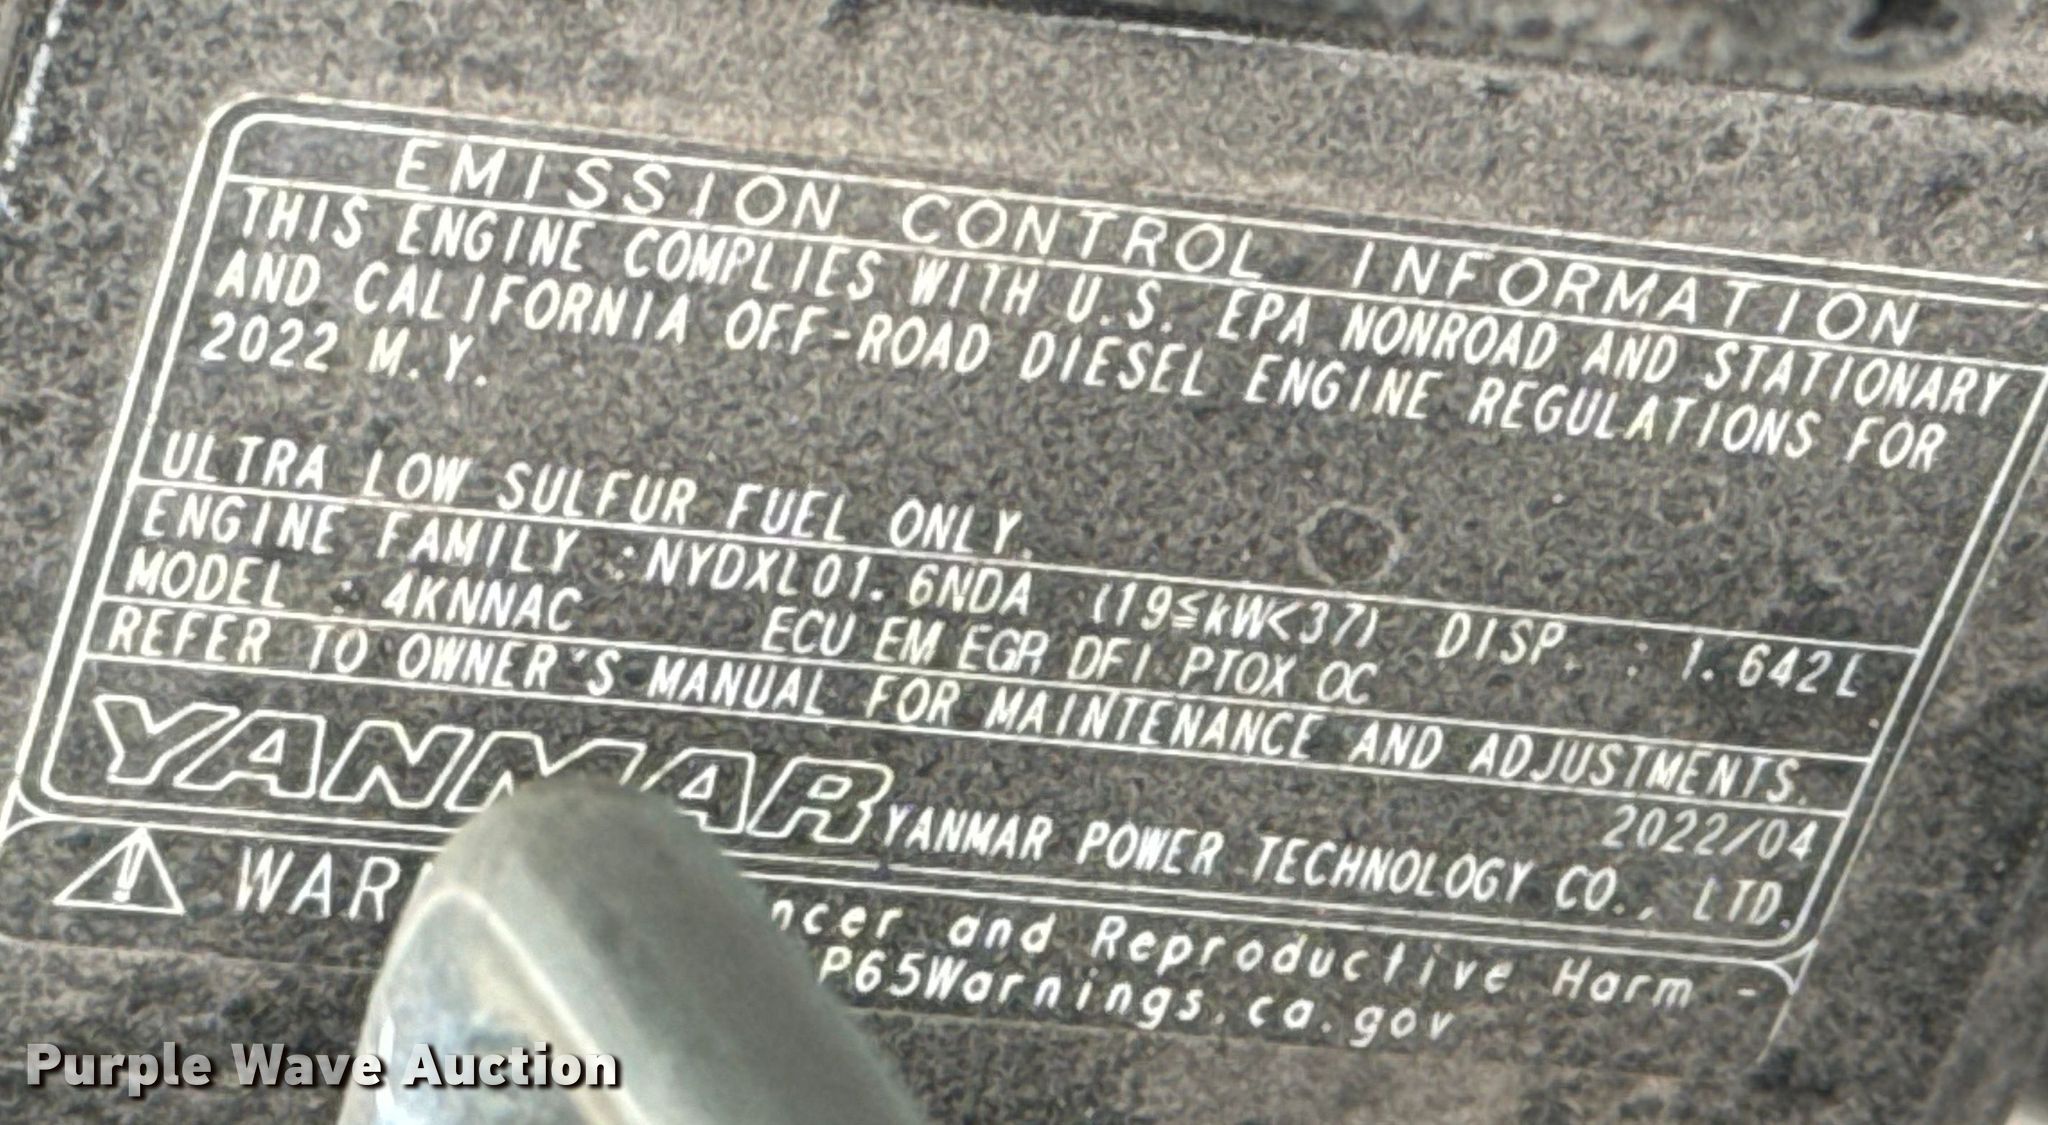 EMISSION CONTROL INFORMATION
THIS ENGINE COMPLIES WITH U.S. EPA NONROAD AND STATIONARY
AND CALIFORNIA OFF-ROAD DIESEL ENGINE REGULATIONS FOR
2022 M.Y.
ULTRA LOW SULFUR FUEL ONLY.
ENGINE FAMILY : NYDXL01.6NDA (19≦kW<37) DISP. : 1.642L
MODEL : 4KNNAC ECU EM EGR DFI PTOX OC
REFER TO OWNER'S MANUAL FOR MAINTENANCE AND ADJUSTMENTS.
2022/04
YANMAR YANMAR POWER TECHNOLOGY CO., LTD.
and Reproductive Harm -
P65Warnings.ca.gov
Purple Wave Auction